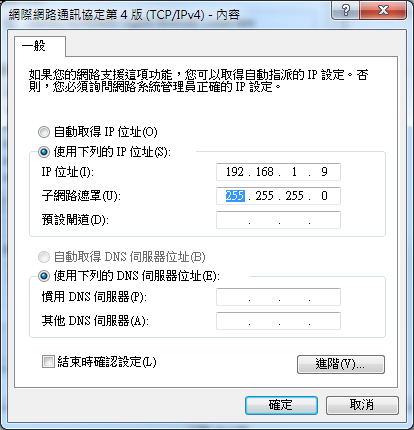 網際網路通訊協定第 4 版 (TCP/IPv4) - 內容
一般
如果您的網路支援這項功能，您可以取得自動指派的 IP 設定。否
則，您必須詢問網路系統管理員正確的 IP 設定。
自動取得 IP 位址(O)
使用下列的 IP 位址(S):
IP 位址(I): 192 . 168 . 1 . 9
子網路遮罩(U): 255 . 255 . 255 . 0
預設閘道(D): . . .
自動取得 DNS 伺服器位址(B)
使用下列的 DNS 伺服器位址(E):
慣用 DNS 伺服器(P): . . .
其他 DNS 伺服器(A): . . .
結束時確認設定(L)
進階(V)...
確定 取消